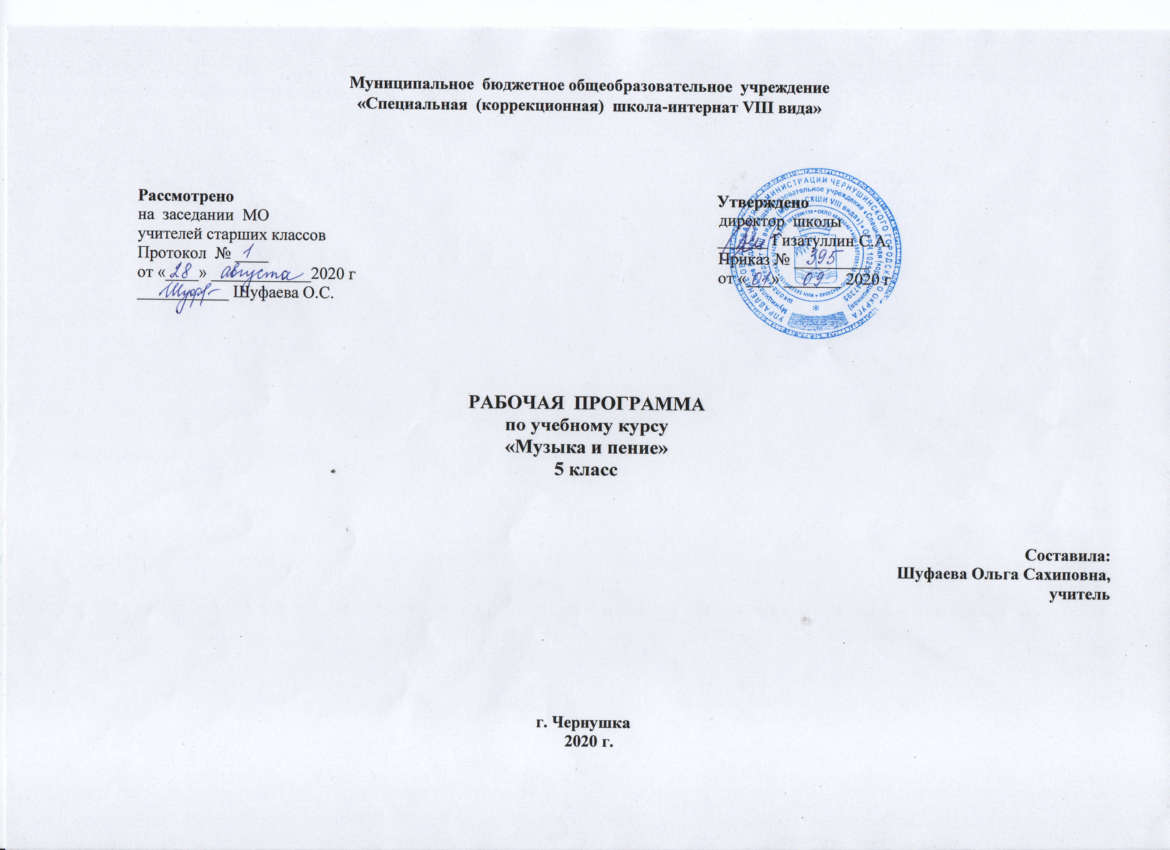 Муниципальное бюджетное общеобразовательное учреждение
«Специальная (коррекционная) школа-интернат VIII вида»
Рассмотрено
на заседании МО
учителей старших классов
Протокол № 1
от « 28 » августа 2020 г
Шуфаева О.С.
Утверждено
директор школы
Гизатуллин С.А.
Приказ № 395
от « 01 » 09 2020 г
РАБОЧАЯ ПРОГРАММА
по учебному курсу
«Музыка и пение»
5 класс
Составила:
Шуфаева Ольга Сахиповна,
учитель
г. Чернушка
2020 г.